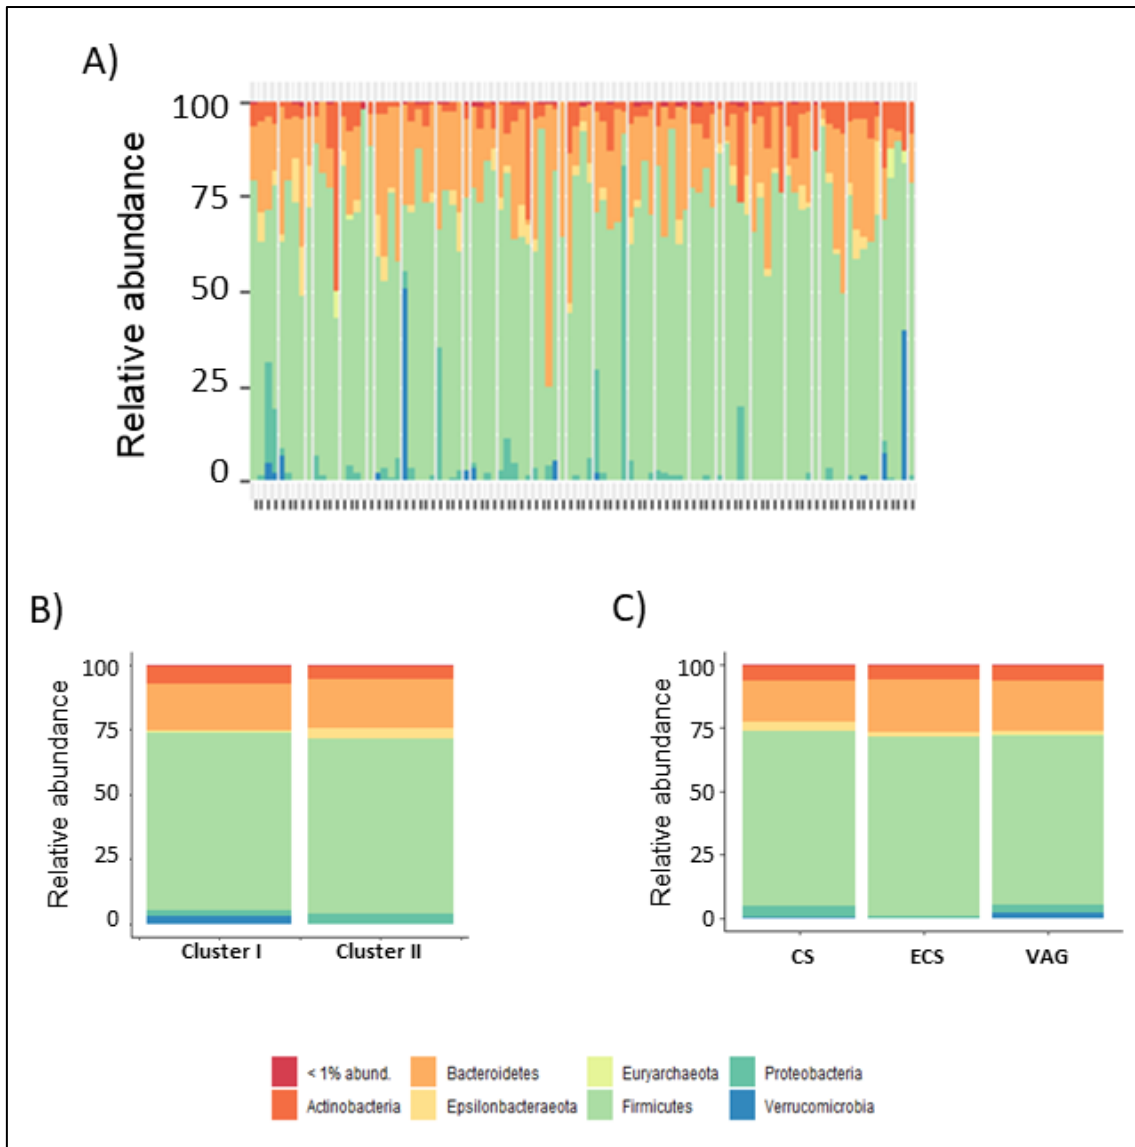 A)
Relative abundance
100
75
50
25
0
B)
Relative abundance
100
75
50
25
0
Cluster I
Cluster II
C)
Relative abundance
100
75
50
25
0
CS
ECS
VAG
< 1% abund.
Bacteroidetes
Euryarchaeota
Proteobacteria
Actinobacteria
Epsilonbacteraeota
Firmicutes
Verrucomicrobia